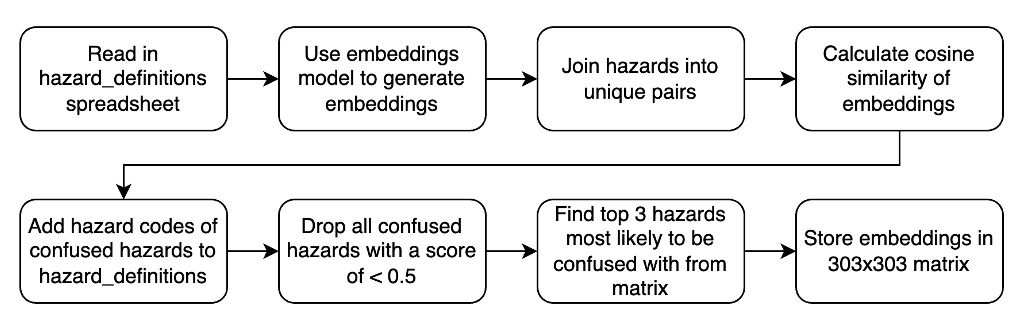 Read in
hazard_definitions
spreadsheet
Use embeddings
model to generate
embeddings
Join hazards into
unique pairs
Calculate cosine
similarity of
embeddings
Add hazard codes of
confused hazards to
hazard_definitions
Drop all confused
hazards with a score
of < 0.5
Find top 3 hazards
most likely to be
confused with from
matrix
Store embeddings in
303x303 matrix